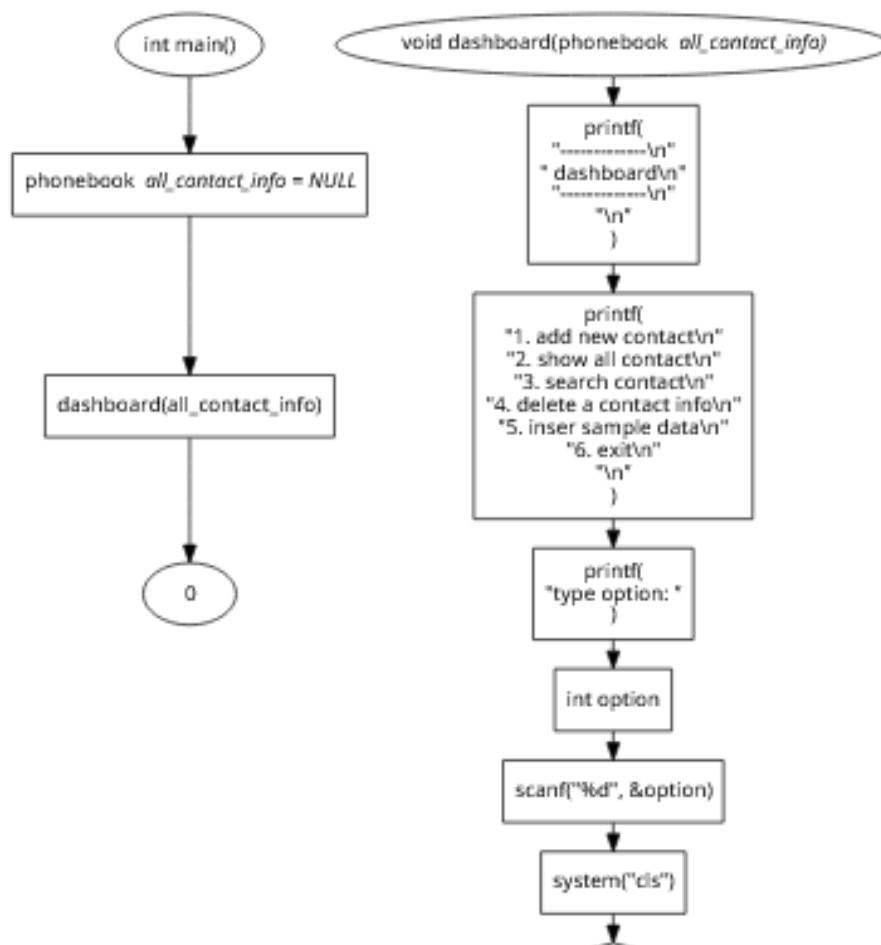 int main()
phonebook all_contact_info = NULL
dashboard(all_contact_info)
0
void dashboard(phonebook all_contact_info)
printf(
"--------------\n"
" dashboard\n"
"--------------\n"
"\n"
)
printf(
"1. add new contact\n"
"2. show all contact\n"
"3. search contact\n"
"4. delete a contact info\n"
"5. inser sample data\n"
"6. exit\n"
"\n"
)
printf(
"type option: "
)
int option
scanf("%d", &option)
system("cls")